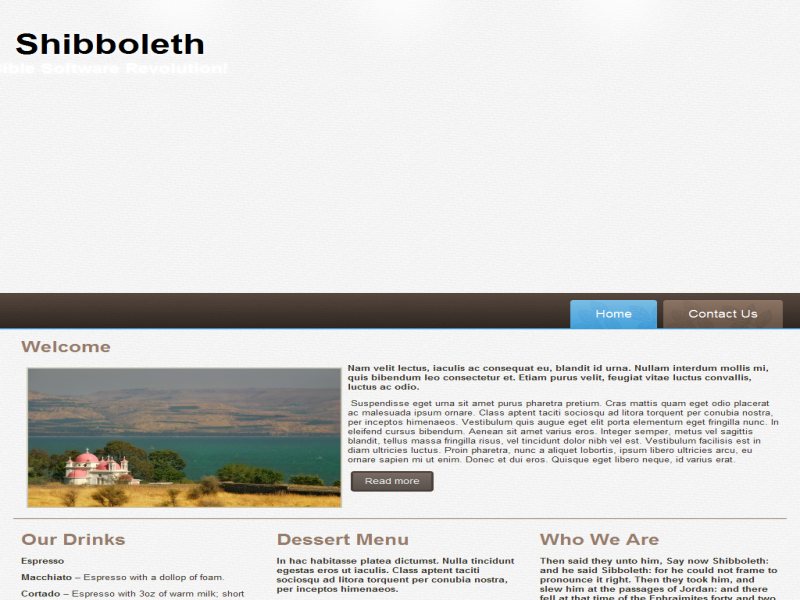 Shibboleth
Software Revolution!
Home
Contact Us
Welcome
Nam velit lectus, iaculis ac consequat eu, blandit id urna. Nullam interdum mollis mi,
quis bibendum leo consectetur et. Etiam purus velit, feugiat vitae luctus convallis,
luctus ac odio.
Suspendisse eget urna sit amet purus pharetra pretium. Cras mattis quam eget odio placerat
ac malesuada ipsum ornare. Class aptent taciti sociosqu ad litora torquent per conubia nostra,
per inceptos himenaeos. Vestibulum quis augue eget elit porta elementum eget fringilla nunc. In
eleifend cursus bibendum. Aenean sit amet varius eros. Integer semper, metus vel sagittis
blandit, tellus massa fringilla risus, vel tincidunt dolor nibh vel est. Vestibulum facilisis est in
diam ultricies luctus. Proin pharetra, nunc a aliquet lobortis, ipsum libero ultricies arcu, eu
ornare sapien mi ut enim. Donec et dui eros. Quisque eget libero neque, id varius erat.
Read more
Our Drinks
Espresso
Macchiato – Espresso with a dollop of foam.
Cortado – Espresso with 3oz of warm milk; short
Dessert Menu
In hac habitasse platea dictumst. Nulla tincidunt
egestas eros ut iaculis. Class aptent taciti
sociosqu ad litora torquent per conubia nostra,
per inceptos himenaeos.
Who We Are
Then said they unto him, Say now Shibboleth:
and he said Sibboleth: for he could not frame to
pronounce it right. Then they took him, and
slew him at the passages of Jordan: and there
fell at that time of the Ephraimites forty and two